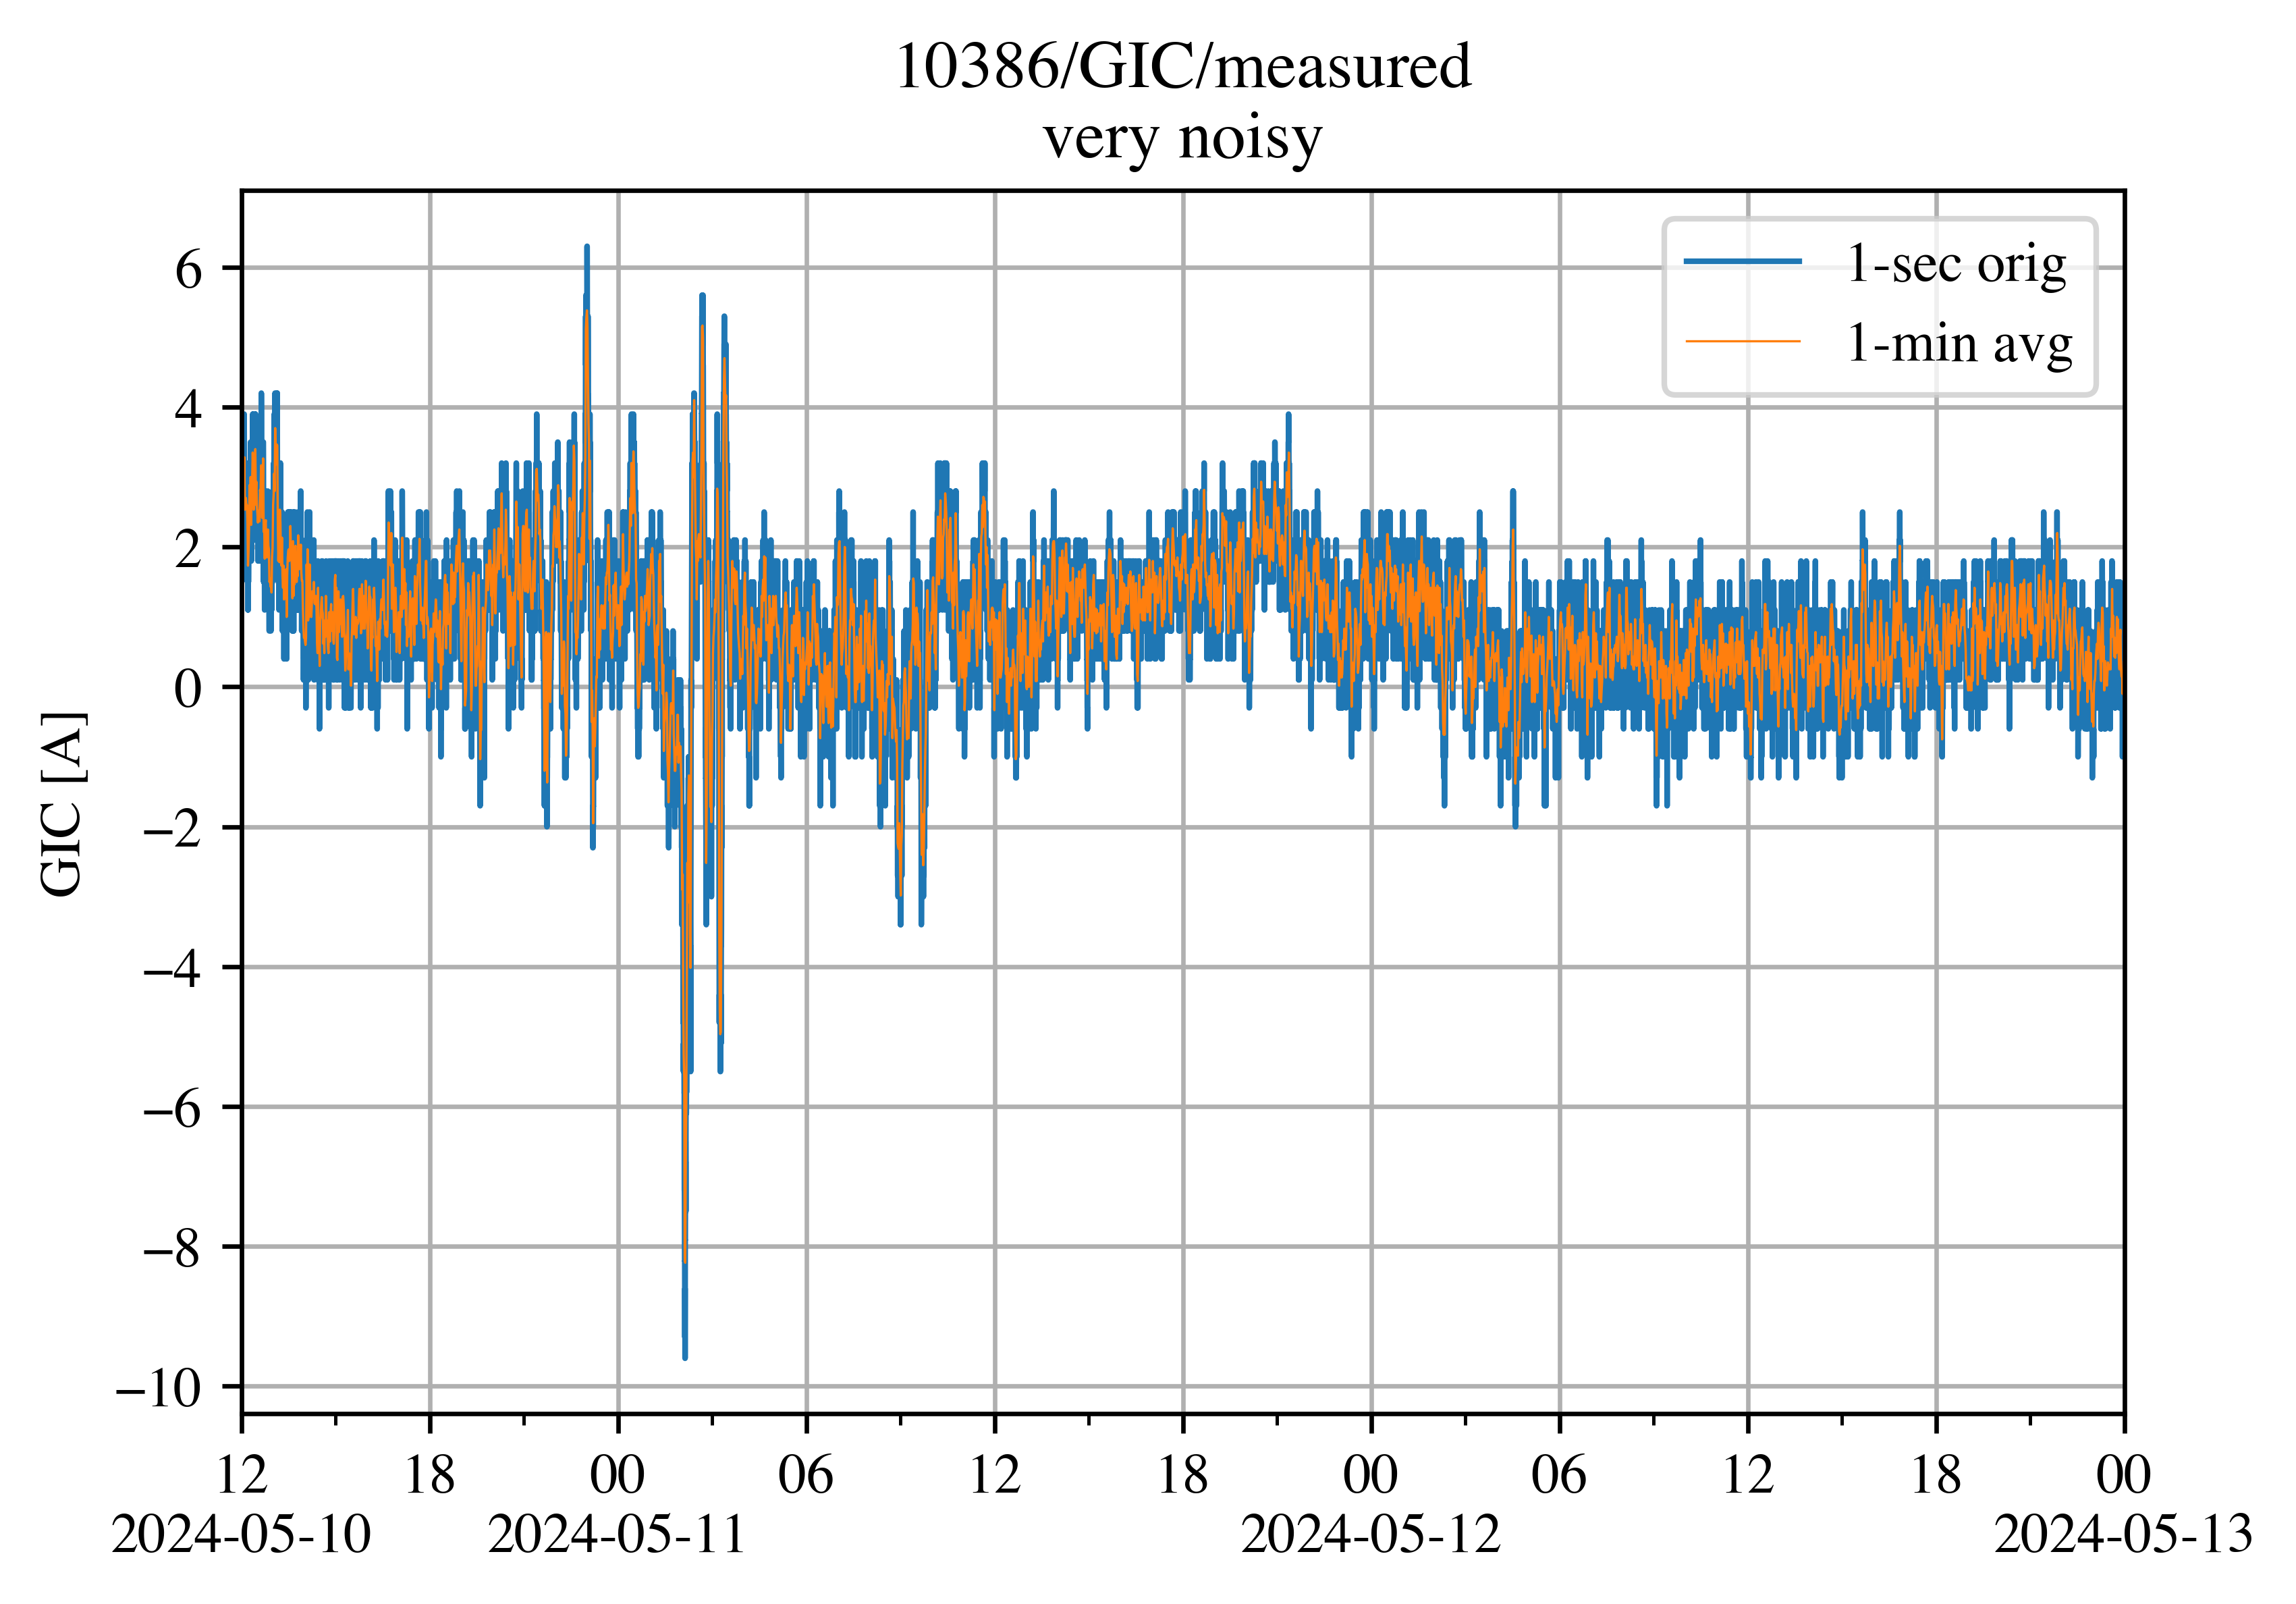 10386/GIC/measured
very noisy
1-sec orig
1-min avg
GIC [A]
6
4
2
0
−2
−4
−6
−8
−10
12 18 00 06 12 18 00 06 12 18 00
2024-05-10 2024-05-11 2024-05-12 2024-05-13